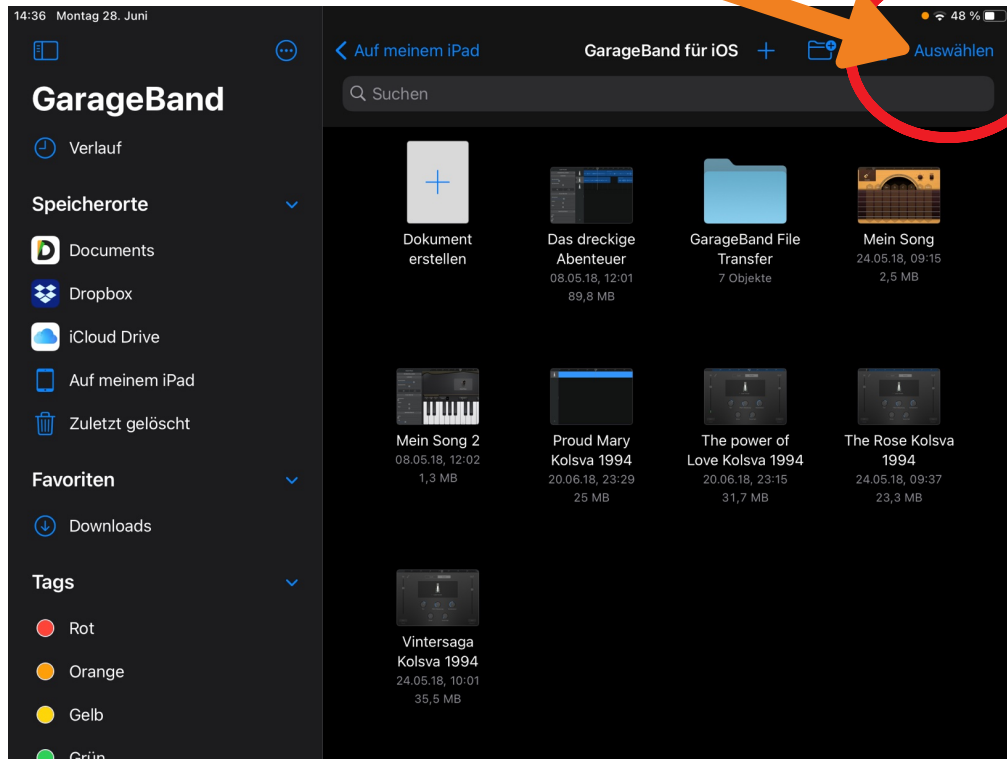 14:36 Montag 28. Juni
48 %
Auf meinem iPad
GarageBand für iOS
Auswählen
GarageBand
Suchen
Verlauf
Speicherorte
Documents
Dropbox
iCloud Drive
Auf meinem iPad
Zuletzt gelöscht
Favoriten
Downloads
Tags
Rot
Orange
Gelb
Grün
Dokument
erstellen
Das dreckige
Abenteuer
08.05.18, 12:01
89,8 MB
GarageBand File
Transfer
7 Objekte
Mein Song
24.05.18, 09:15
2,5 MB
Mein Song 2
08.05.18, 12:02
1,3 MB
Proud Mary
Kolsva 1994
20.06.18, 23:29
25 MB
The power of
Love Kolsva 1994
20.06.18, 23:15
31,7 MB
The Rose Kolsva
1994
24.05.18, 09:37
23,3 MB
Vintersaga
Kolsva 1994
24.05.18, 10:01
35,5 MB